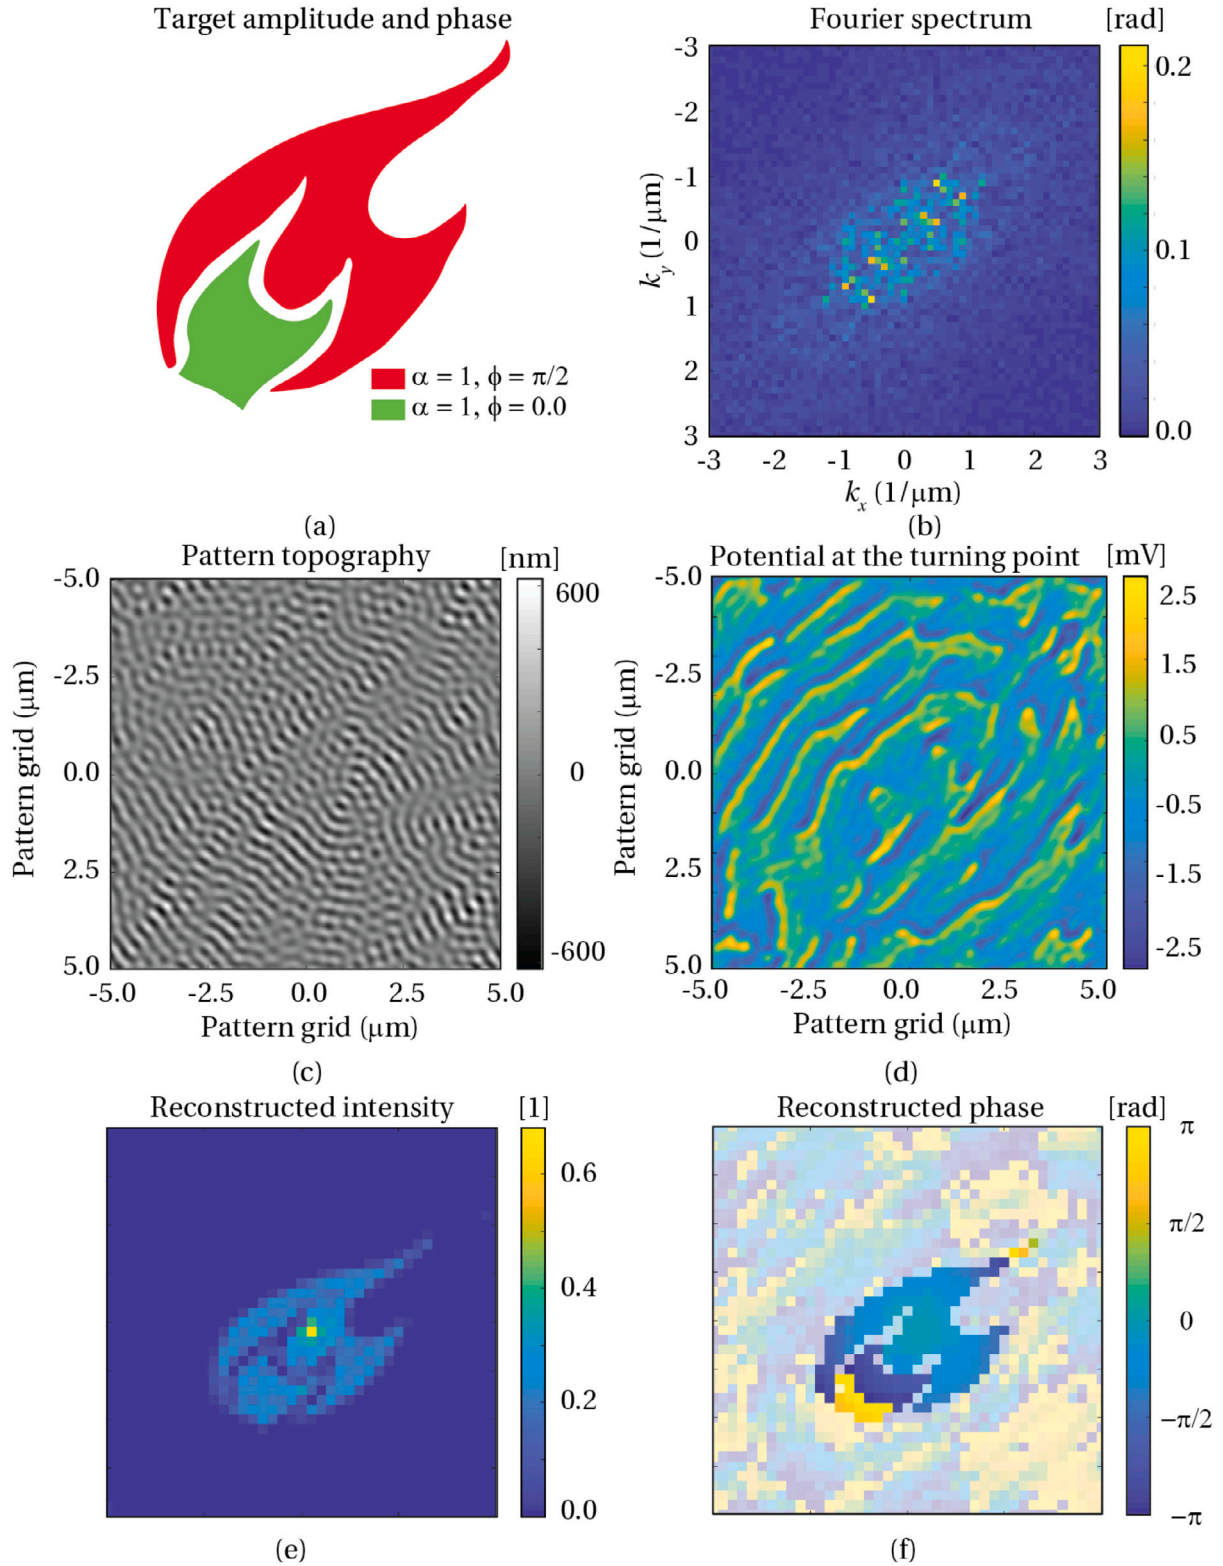 Target amplitude and phase
α = 1, ϕ = π/2
α = 1, ϕ = 0.0
(a)
Fourier spectrum
[rad]
-3
-2
-1
0
1
2
3
k_y (1/μm)
-3 -2 -1 0 1 2 3
k_x (1/μm)
0.2
0.1
0.0
(b)
Pattern topography
[nm]
-5.0
-2.5
0.0
2.5
5.0
Pattern grid (μm)
-5.0 -2.5 0.0 2.5 5.0
Pattern grid (μm)
600
0
-600
(c)
Potential at the turning point
[mV]
-5.0
-2.5
0.0
2.5
5.0
Pattern grid (μm)
-5.0 -2.5 0.0 2.5 5.0
Pattern grid (μm)
2.5
1.5
0.5
-0.5
-1.5
-2.5
(d)
Reconstructed intensity
[1]
0.6
0.4
0.2
0.0
(e)
Reconstructed phase
[rad]
π
π/2
0
−π/2
−π
(f)